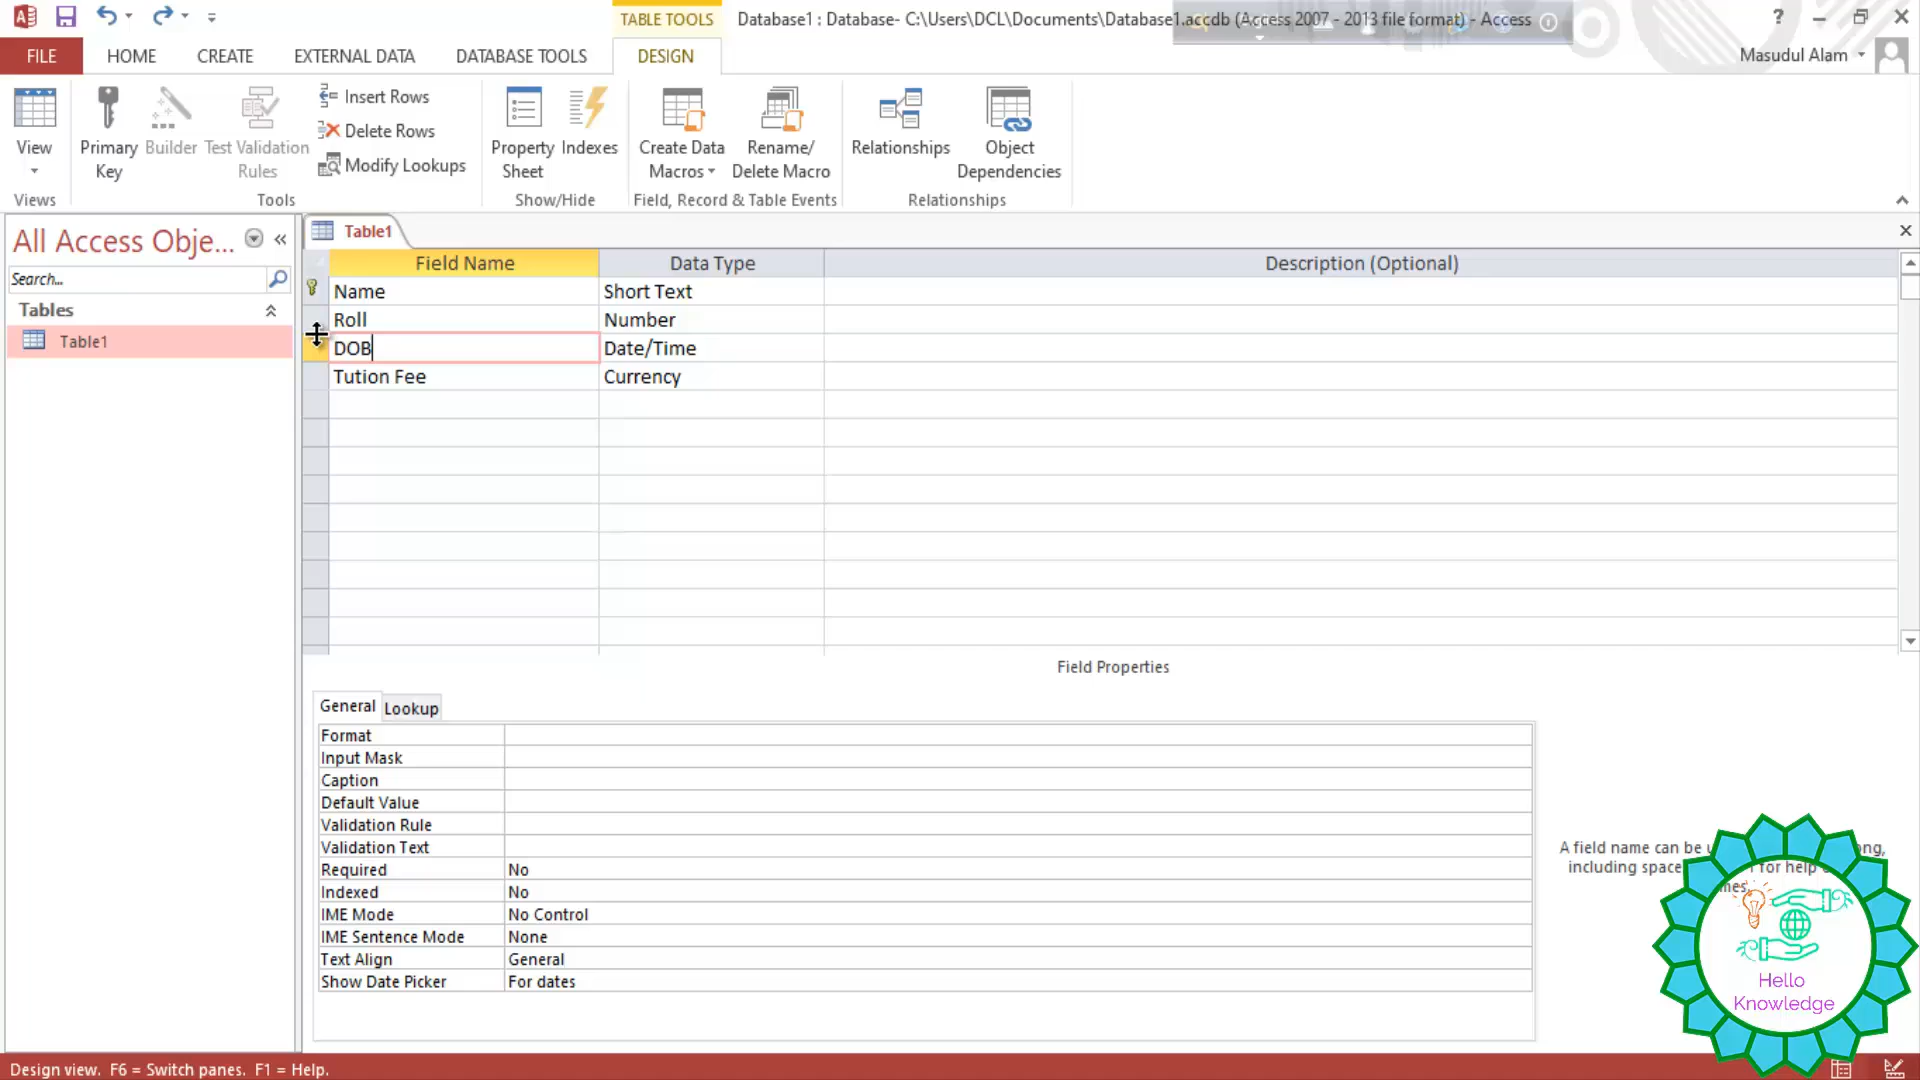 TABLE TOOLS
Database1 : Database- C:\Users\DCL\Documents\Database1.accdb (Access 2007 - 2013 file format) - Access
?
FILE
HOME
CREATE
EXTERNAL DATA
DATABASE TOOLS
DESIGN
Masudul Alam
View
Primary
Key
Builder
Test Validation
Rules
Insert Rows
Delete Rows
Modify Lookups
Property
Sheet
Indexes
Create Data
Macros
Rename/
Delete Macro
Relationships
Object
Dependencies
Views
Tools
Show/Hide
Field, Record & Table Events
Relationships
All Access Obje...
Search...
Tables
Table1
Table1
Field Name
Data Type
Description (Optional)
Name
Short Text
Roll
Number
DOB
Date/Time
Tution Fee
Currency
Field Properties
General
Lookup
Format
Input Mask
Caption
Default Value
Validation Rule
Validation Text
Required
No
Indexed
No
IME Mode
No Control
IME Sentence Mode
None
Text Align
General
Show Date Picker
For dates
A field name can be
including
for help
Hello
Knowledge
Design view. F6 = Switch panes. F1 = Help.